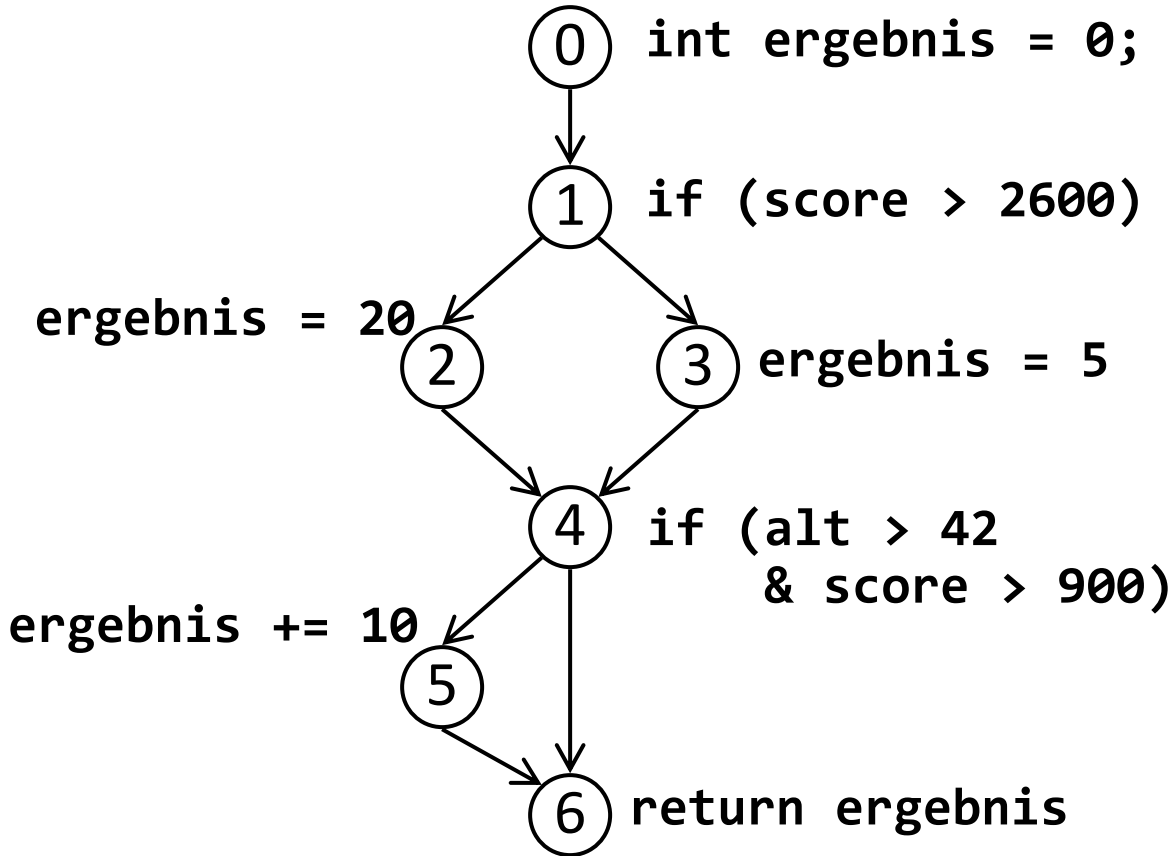 0 int ergebnis = 0;
1 if (score > 2600)
ergebnis = 20
2
3 ergebnis = 5
4 if (alt > 42
& score > 900)
ergebnis += 10
5
6 return ergebnis